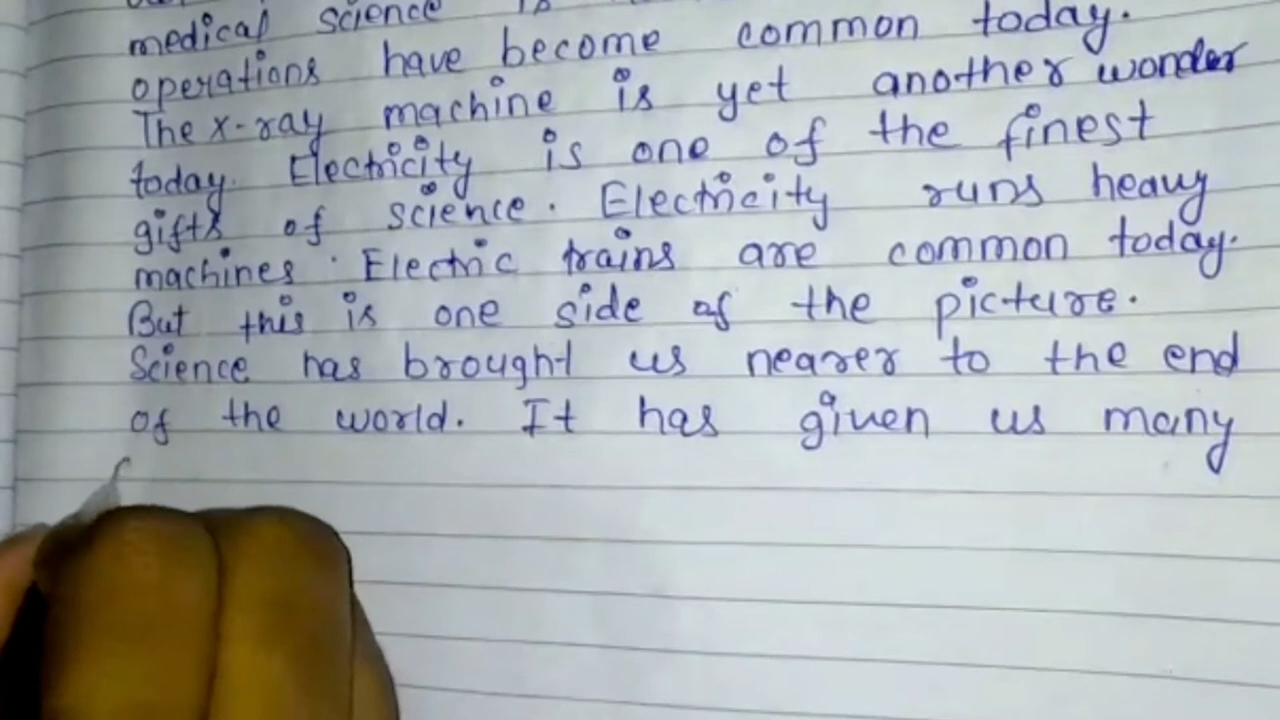 medical science is
operations have become common today.
The x-ray machine is yet another wonder
today. Electricity is one of the finest
gifts of science. Electricity runs heavy
machines. Electric trains are common today.
But this is one side of the picture.
Science has brought us nearer to the end
of the world. It has given us many